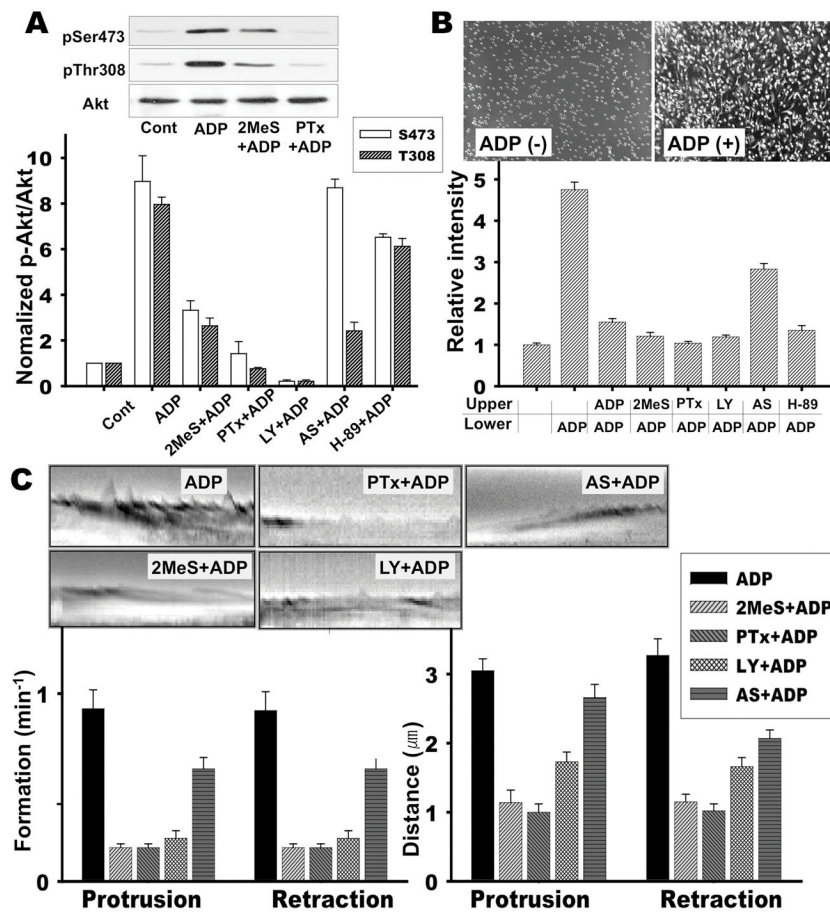 A
pSer473
pThr308
Akt
Cont ADP 2MeS +ADP PTx +ADP
S473
T308
Nomalized p-Akt/Akt
10
8
6
4
2
0
Cont
ADP
2MeS+ADP
PTx+ADP
LY+ADP
AS+ADP
H-89+ADP
B
ADP (-)
ADP (+)
Relative intensity
5
4
3
2
1
0
Upper ADP 2MeS PTx LY AS H-89
Lower ADP ADP ADP ADP ADP ADP ADP
C
ADP
PTx+ADP
AS+ADP
2MeS+ADP
LY+ADP
Formation (min⁻¹)
1
0
Protrusion Retraction
Distance (μm)
3
2
1
0
Protrusion Retraction
ADP
2MeS+ADP
PTx+ADP
LY+ADP
AS+ADP